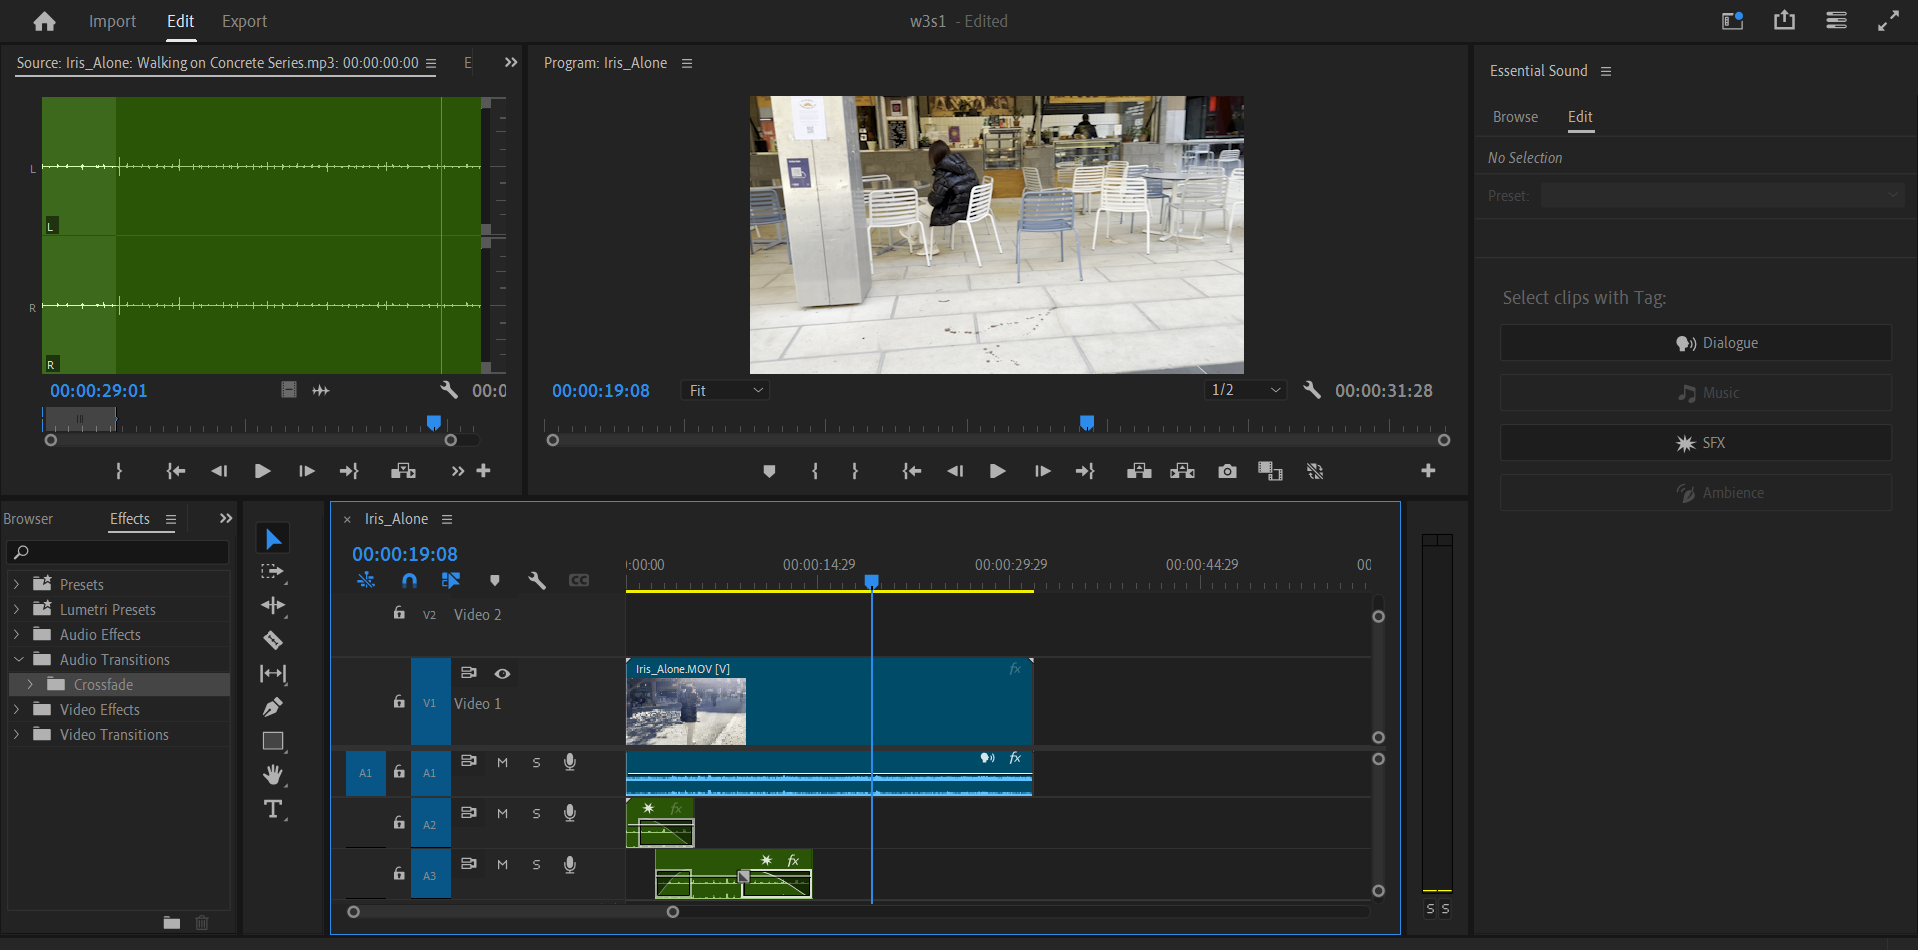 Import Edit Export
w3s1 - Edited
Source: Iris_Alone: Walking on Concrete Series.mp3: 00:00:00:00
E
L
L
R
R
00:00:29:01
00:0
Program: Iris_Alone
00:00:19:08
Fit
1/2
00:00:31:28
Essential Sound
Browse Edit
No Selection
Preset:
Select clips with Tag:
Dialogue
Music
SFX
Ambience
Browser
Effects
Presets
Lumetri Presets
Audio Effects
Audio Transitions
Crossfade
Video Effects
Video Transitions
T
× Iris_Alone
00:00:19:08
CC
:00:00
00:00:14:29
00:00:29:29
00:00:44:29
00
V2 Video 2
Iris_Alone.MOV [V] fx
V1 Video 1
A1 A1 M S fx
A2 M S fx
A3 M S fx
S S